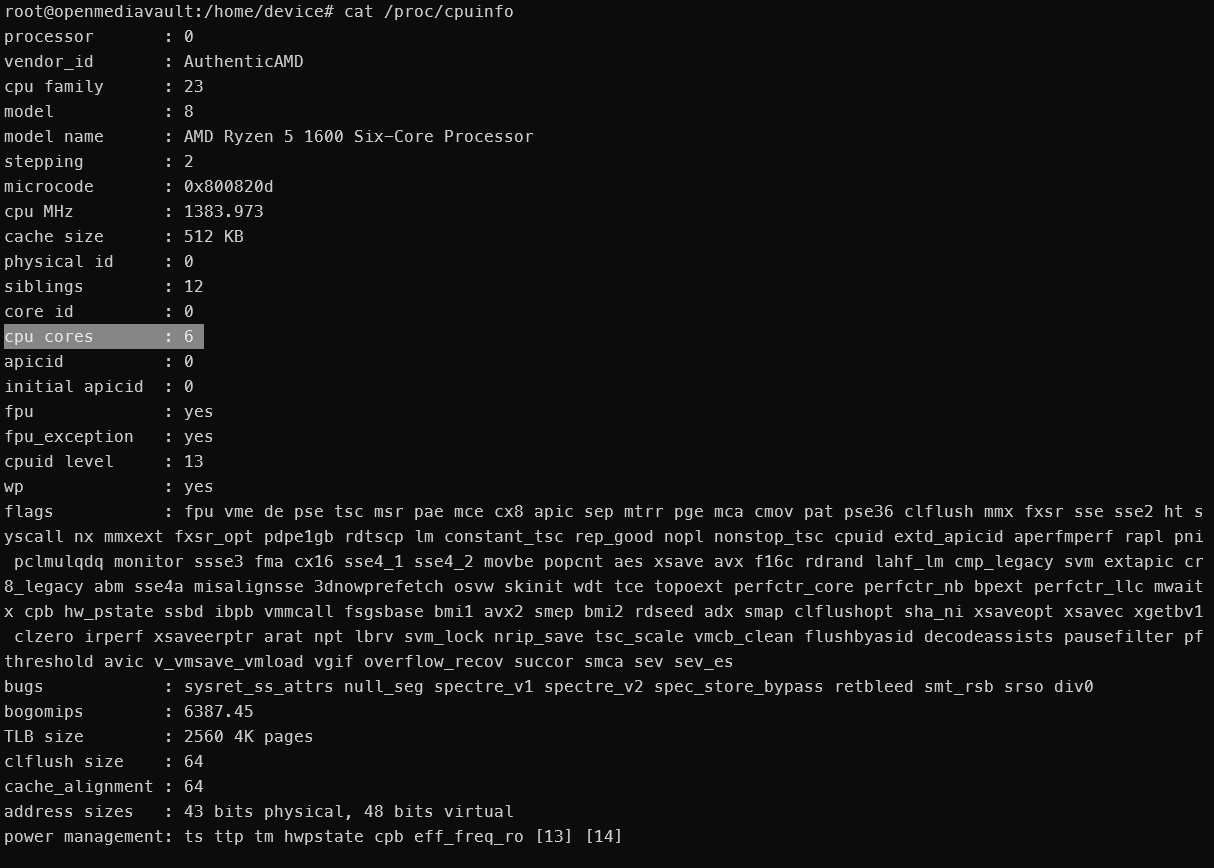 root@openmediavault:/home/device# cat /proc/cpuinfo
processor       : 0
vendor_id       : AuthenticAMD
cpu family      : 23
model           : 8
model name      : AMD Ryzen 5 1600 Six-Core Processor
stepping        : 2
microcode       : 0x800820d
cpu MHz         : 1383.973
cache size      : 512 KB
physical id     : 0
siblings        : 12
core id         : 0
cpu cores       : 6
apicid          : 0
initial apicid  : 0
fpu             : yes
fpu_exception   : yes
cpuid level     : 13
wp              : yes
flags           : fpu vme de pse tsc msr pae mce cx8 apic sep mtrr pge mca cmov pat pse36 clflush mmx fxsr sse sse2 ht s
yscall nx mmxext fxsr_opt pdpe1gb rdtscp lm constant_tsc rep_good nopl nonstop_tsc cpuid extd_apicid aperfmperf rapl pni
 pclmulqdq monitor ssse3 fma cx16 sse4_1 sse4_2 movbe popcnt aes xsave avx f16c rdrand lahf_lm cmp_legacy svm extapic cr
8_legacy abm sse4a misalignsse 3dnowprefetch osvw skinit wdt tce topoext perfctr_core perfctr_nb bpext perfctr_llc mwait
x cpb hw_pstate ssbd ibpb vmmcall fsgsbase bmi1 avx2 smep bmi2 rdseed adx smap clflushopt sha_ni xsaveopt xsavec xgetbv1
 clzero irperf xsaveerptr arat npt lbrv svm_lock nrip_save tsc_scale vmcb_clean flushbyasid decodeassists pausefilter pf
threshold avic v_vmsave_vmload vgif overflow_recov succor smca sev sev_es
bugs            : sysret_ss_attrs null_seg spectre_v1 spectre_v2 spec_store_bypass retbleed smt_rsb srso div0
bogomips        : 6387.45
TLB size        : 2560 4K pages
clflush size    : 64
cache_alignment : 64
address sizes   : 43 bits physical, 48 bits virtual
power management: ts ttp tm hwpstate cpb eff_freq_ro [13] [14]